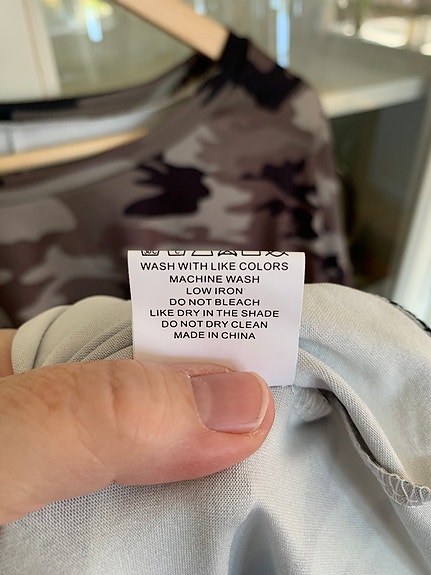 WASH WITH LIKE COLORS
MACHINE WASH
LOW IRON
DO NOT BLEACH
LIKE DRY IN THE SHADE
DO NOT DRY CLEAN
MADE IN CHINA